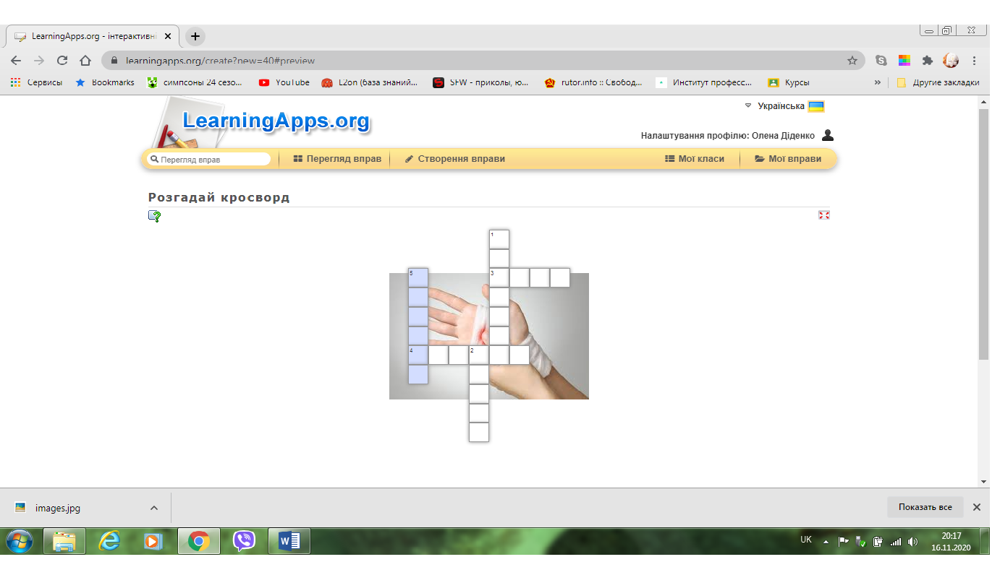 LearningApps.org - інтерактивні
learningapps.org/create?new=40#preview
Сервисы Bookmarks симпсоны 24 сезо... YouTube L2on (база знаний... SFW - приколы, ю... rutor.info :: Свобод... Институт професс... Курсы » Другие закладки
LearningApps.org
Українська
Налаштування профілю: Олена Діденко
Перегляд вправ Перегляд вправ Створення вправи Мої класи Мої вправи
Розгадай кросворд
1
5 3
4 2
images.jpg Показать все
UK 20:17
16.11.2020